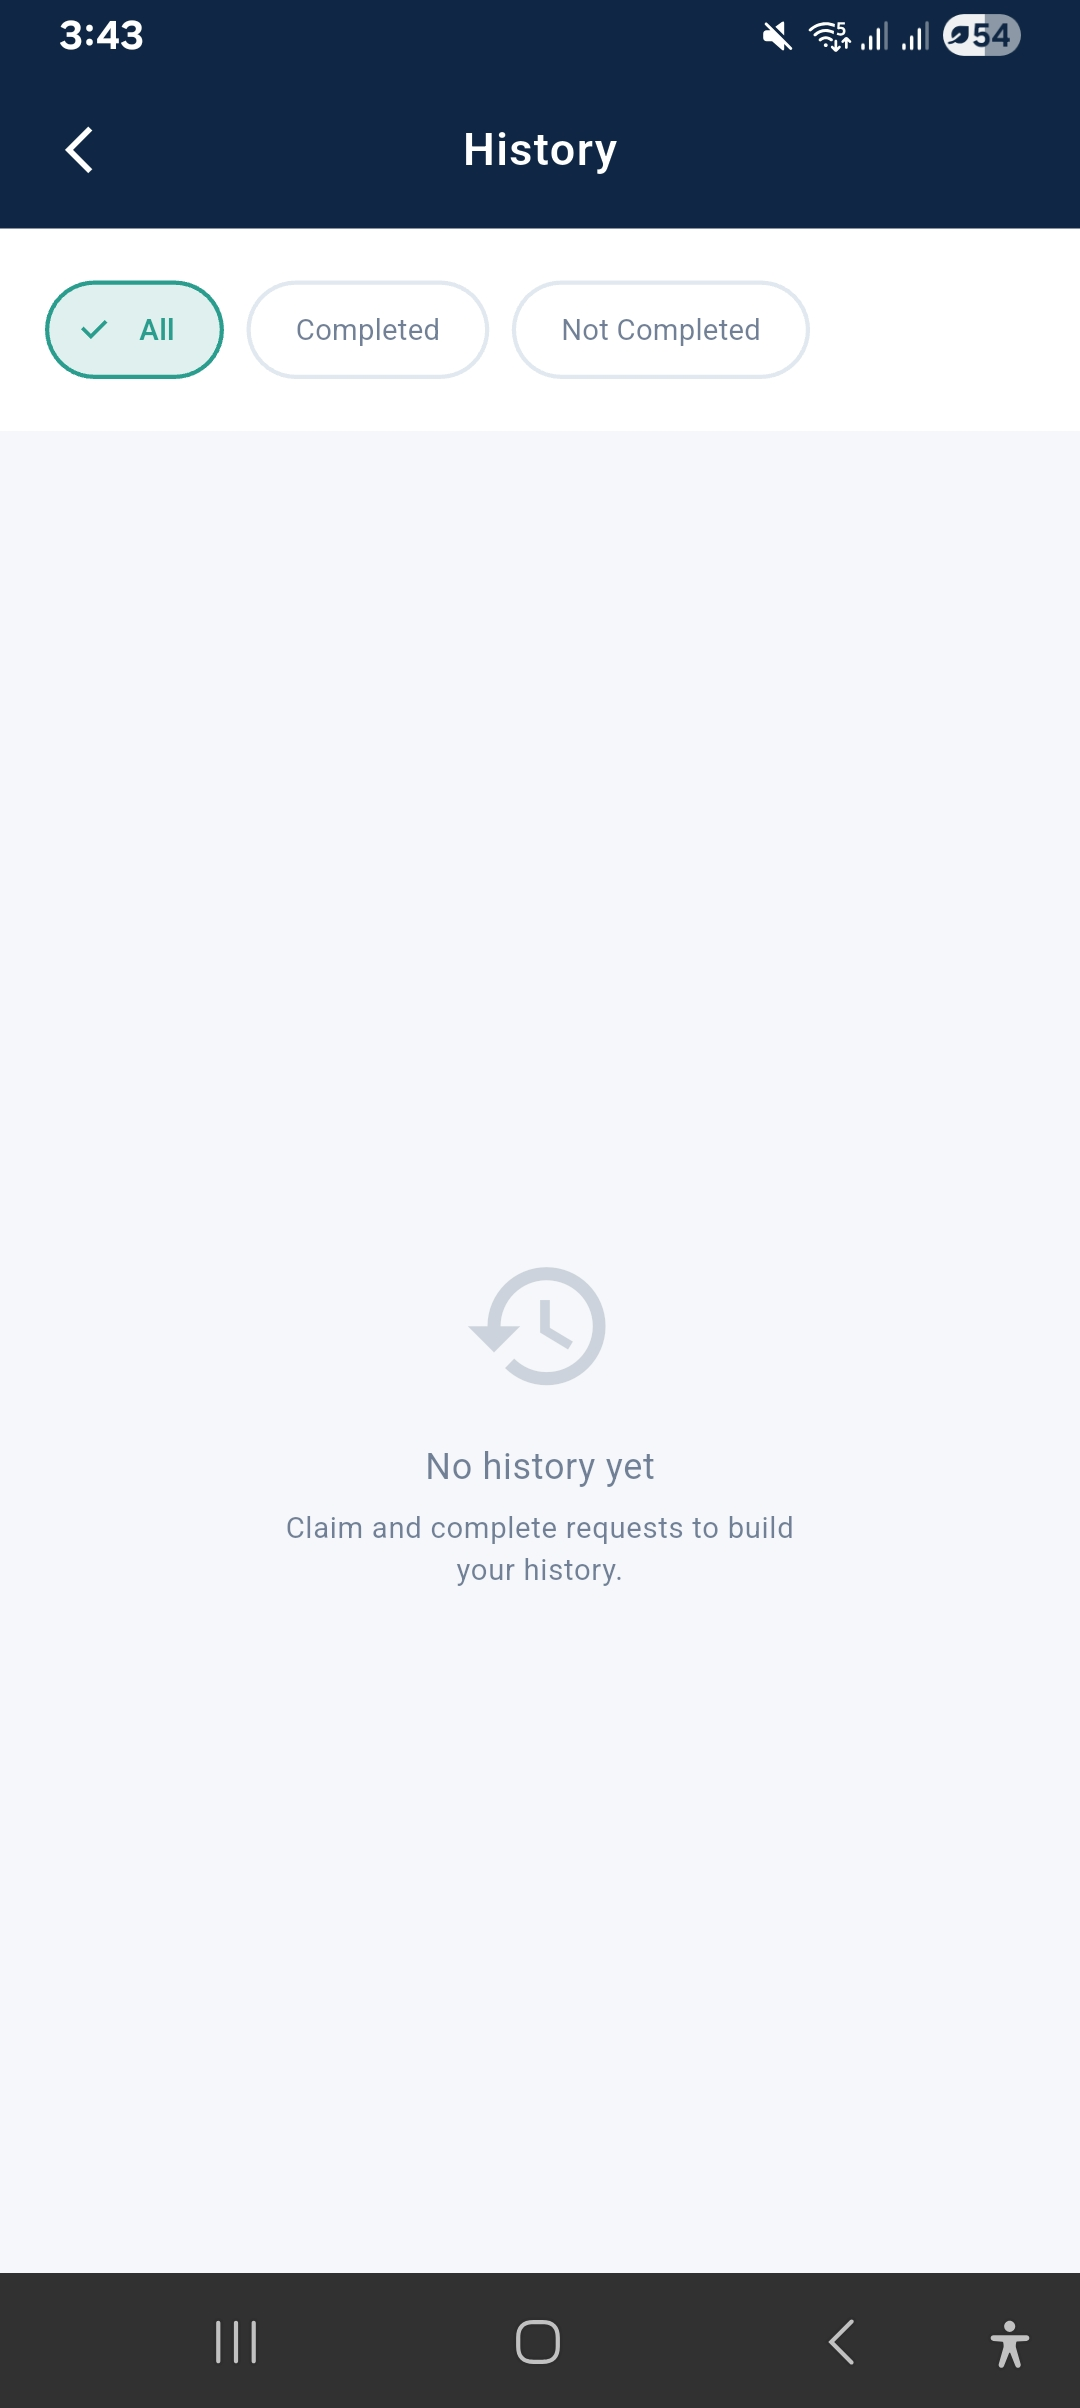 3:43
5
54
History
All
Completed
Not Completed
No history yet
Claim and complete requests to build
your history.